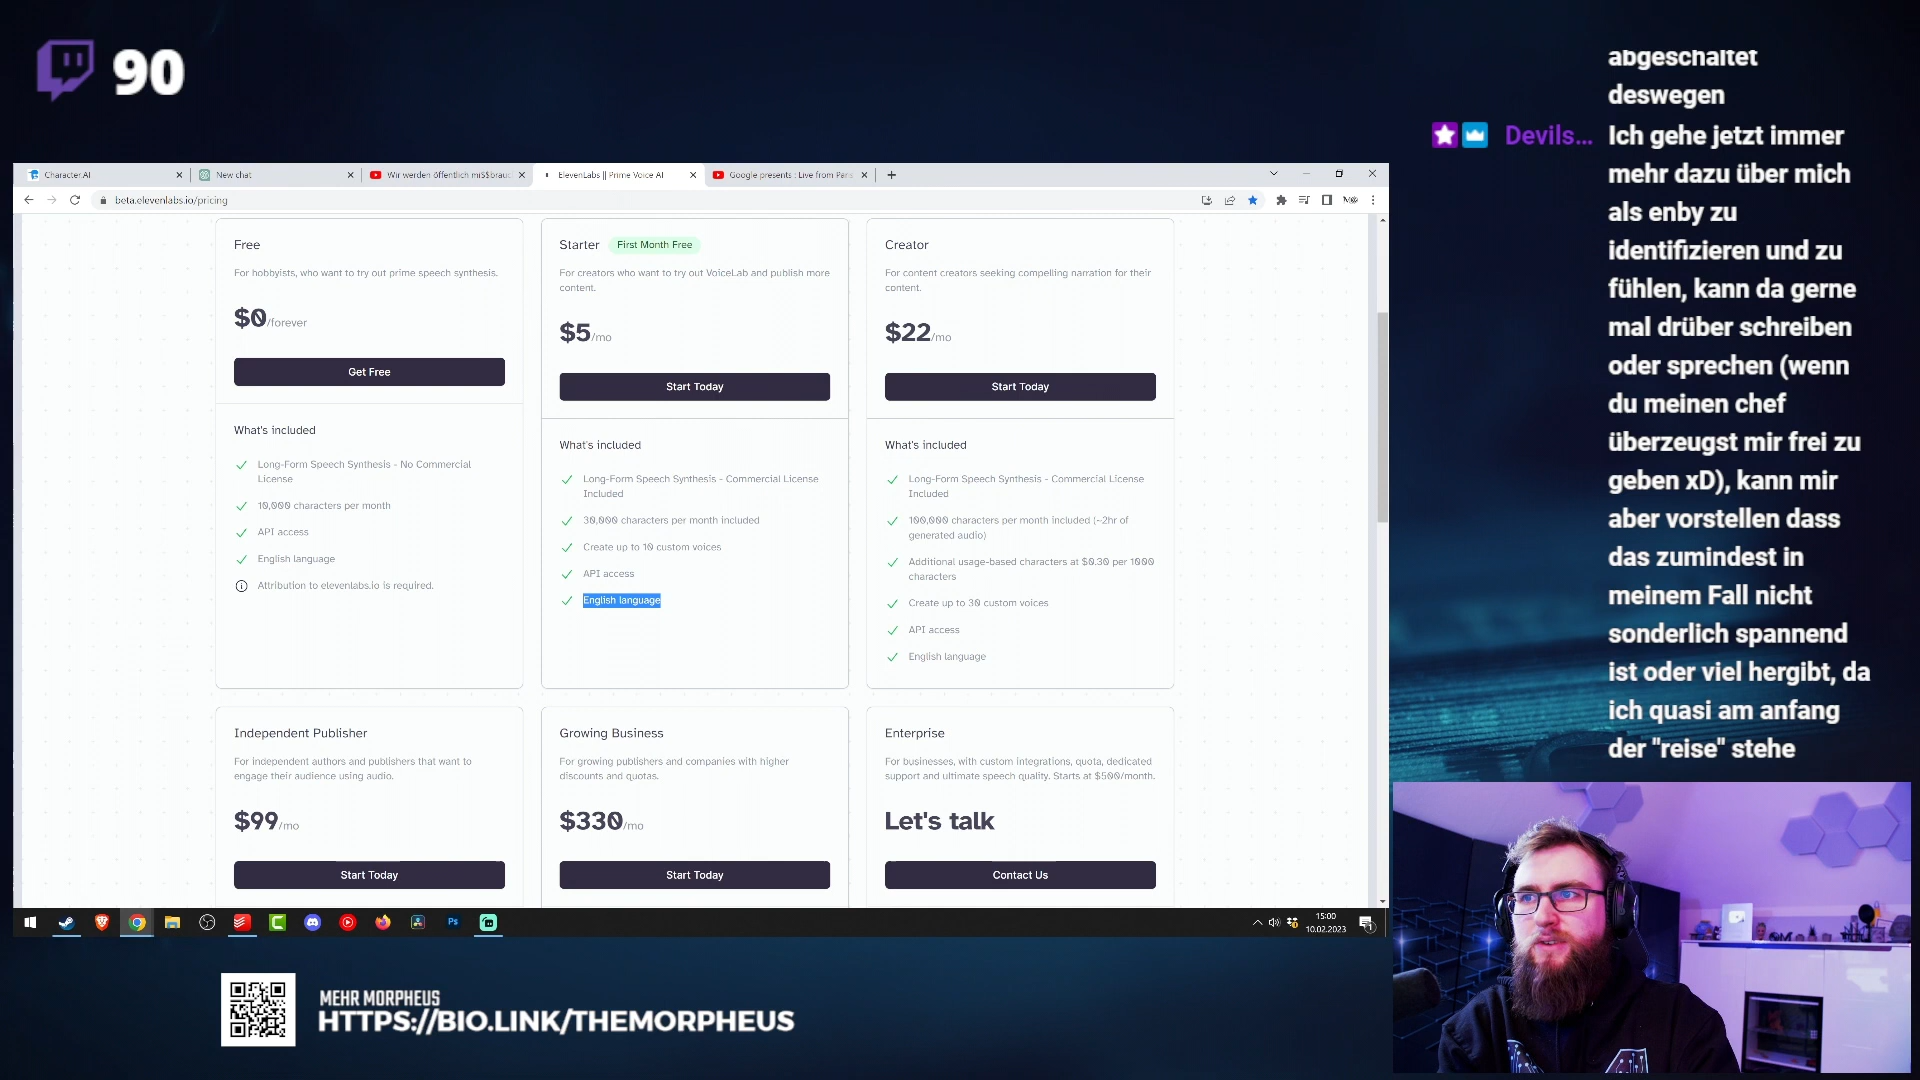 90
abgeschaltet
deswegen
Devils... Ich gehe jetzt immer
mehr dazu über mich
als enby zu
identifizieren und zu
fühlen, kann da gerne
mal drüber schreiben
oder sprechen (wenn
du meinen chef
überzeugst mir frei zu
geben xD), kann mir
aber vorstellen dass
das zumindest in
meinem Fall nicht
sonderlich spannend
ist oder viel hergibt, da
ich quasi am anfang
der "reise" stehe
Character.AI
New chat
Wir werden öffentlich mi$$brauc
ElevenLabs || Prime Voice AI
Google presents : Live from Paris
beta.elevenlabs.io/pricing
Free
For hobbyists, who want to try out prime speech synthesis.
$0/forever
Get Free
What's included
Long-Form Speech Synthesis - No Commercial
License
10,000 characters per month
API access
English language
Attribution to elevenlabs.io is required.
Starter First Month Free
For creators who want to try out VoiceLab and publish more
content.
$5/mo
Start Today
What's included
Long-Form Speech Synthesis - Commercial License
Included
30,000 characters per month included
Create up to 10 custom voices
API access
English language
Creator
For content creators seeking compelling narration for their
content.
$22/mo
Start Today
What's included
Long-Form Speech Synthesis - Commercial License
Included
100,000 characters per month included (~2hr of
generated audio)
Additional usage-based characters at $0.30 per 1000
characters
Create up to 30 custom voices
API access
English language
Independent Publisher
For independent authors and publishers that want to
engage their audience using audio.
$99/mo
Start Today
Growing Business
For growing publishers and companies with higher
discounts and quotas.
$330/mo
Start Today
Enterprise
For businesses, with custom integrations, quota, dedicated
support and ultimate speech quality. Starts at $500/month.
Let's talk
Contact Us
Ps
15:00
10.02.2023
MEHR MORPHEUS
HTTPS://BIO.LINK/THEMORPHEUS